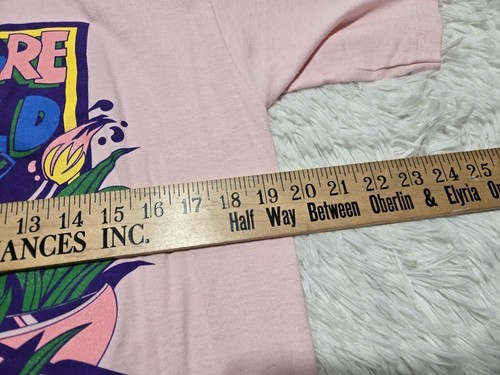 RE
D
13 14 15 16 17 18 19 20 21 22 23 24 25
ANCES INC. Half Way Between Oberlin & Elyria O